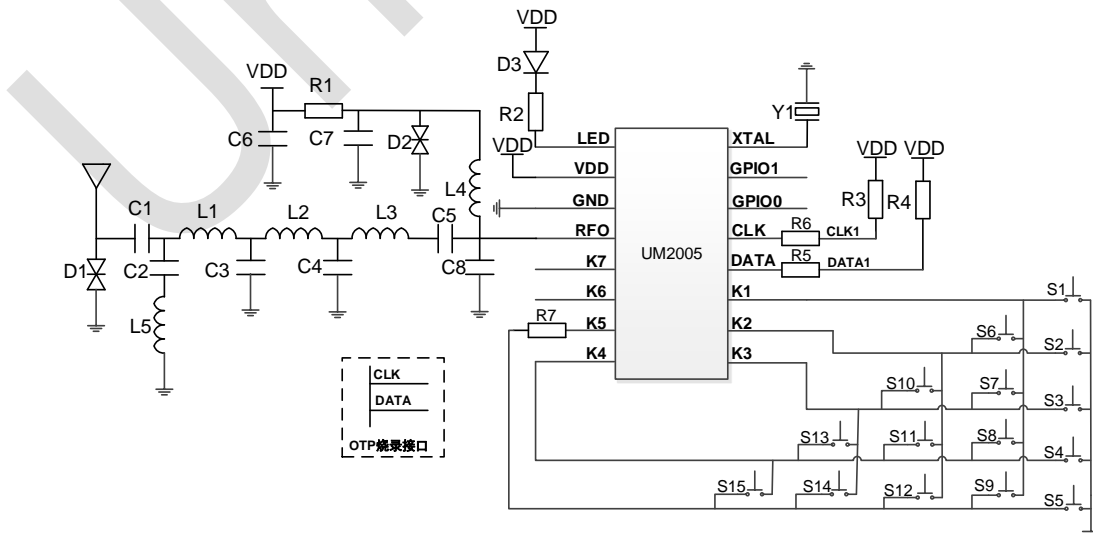 VDD
D3
R2
VDD
R1
C6
C7
D2
VDD
L4
Y1
VDD
VDD
R3
R4
LED
VDD
GND
RFO
K7
K6
K5
K4
UM2005
XTAL
GPIO1
GPIO0
CLK
DATA
K1
K2
K3
R6
CLK1
R5
DATA1
C1
L1
L2
L3
C5
D1
C2
C3
C4
C8
L5
R7
CLK
DATA
OTP烧录接口
S1
S6
S2
S10
S7
S3
S13
S11
S8
S4
S15
S14
S12
S9
S5